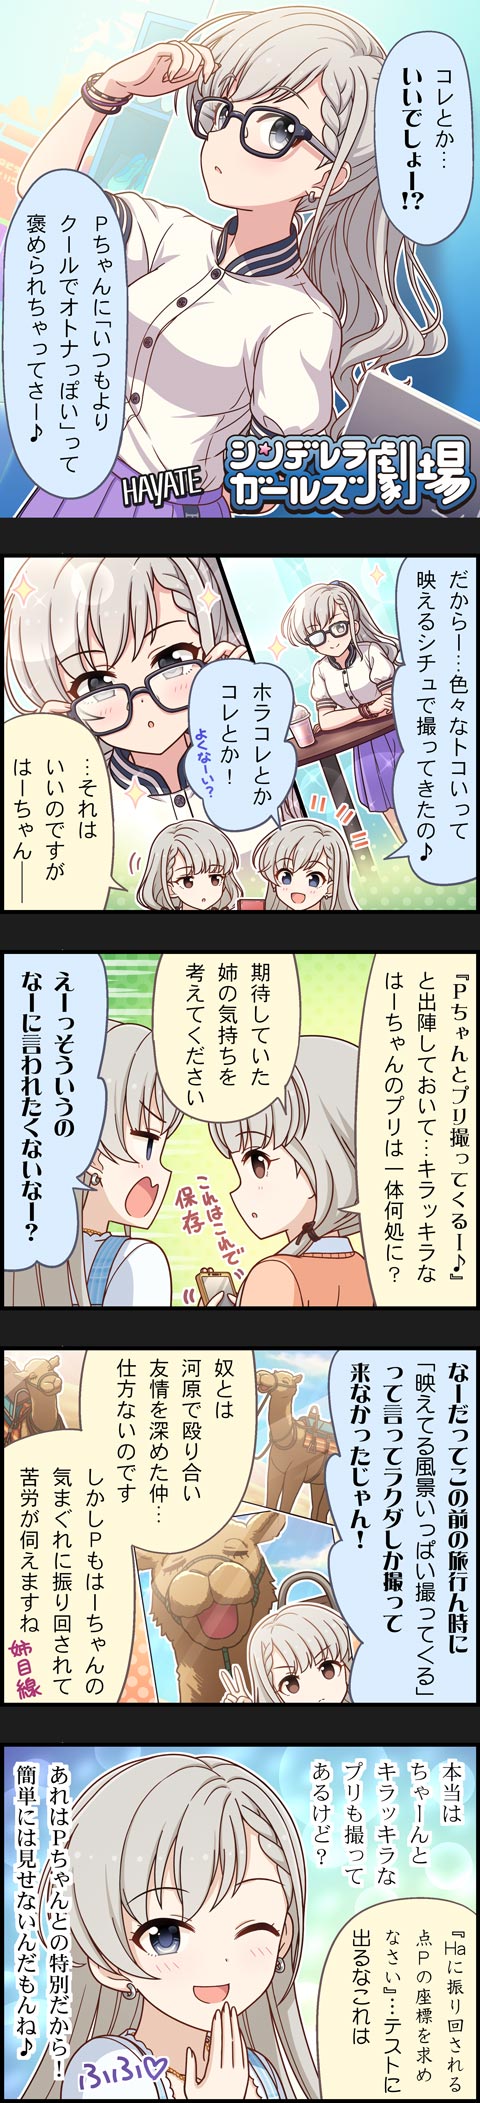 コレとか…
いいでしょー!?
Pちゃんに「いつもより
クールでオトナっぽい」って
褒められちゃってさー♪
HAYATE
シンデレラ
ガールズ劇場
だからー…色々なトコいって
映えるシチュで撮ってきたの♪
ホラコレとか
コレとか!
よくなーい?
…それは
いいのですが
はーちゃん――
『Pちゃんとプリ撮ってくるー♪』
と出陣しておいて…キラッキラな
はーちゃんのプリは一体何処に?
期待していた
姉の気持ちを
考えてください
これはこれで
保存
えーっそういうの
なーに言われたくないなー?
なーだってこの前の旅行ん時に
「映えてる風景いっぱい撮ってくる」
って言ってラクダしか撮って
来なかったじゃん!
奴とは
河原で殴り合い
友情を深めた仲…
仕方ないのです
しかしPもはーちゃんの
気まぐれに振り回されて
苦労が伺えますね
姉目線
本当は
ちゃーんと
キラッキラな
プリも撮って
あるけど?
『Haに振り回される
点Pの座標を求め
なさい』…テストに
出るなこれは
あれはPちゃんとの特別だから!
簡単には見せないんだもんね♪
ふふふ♡